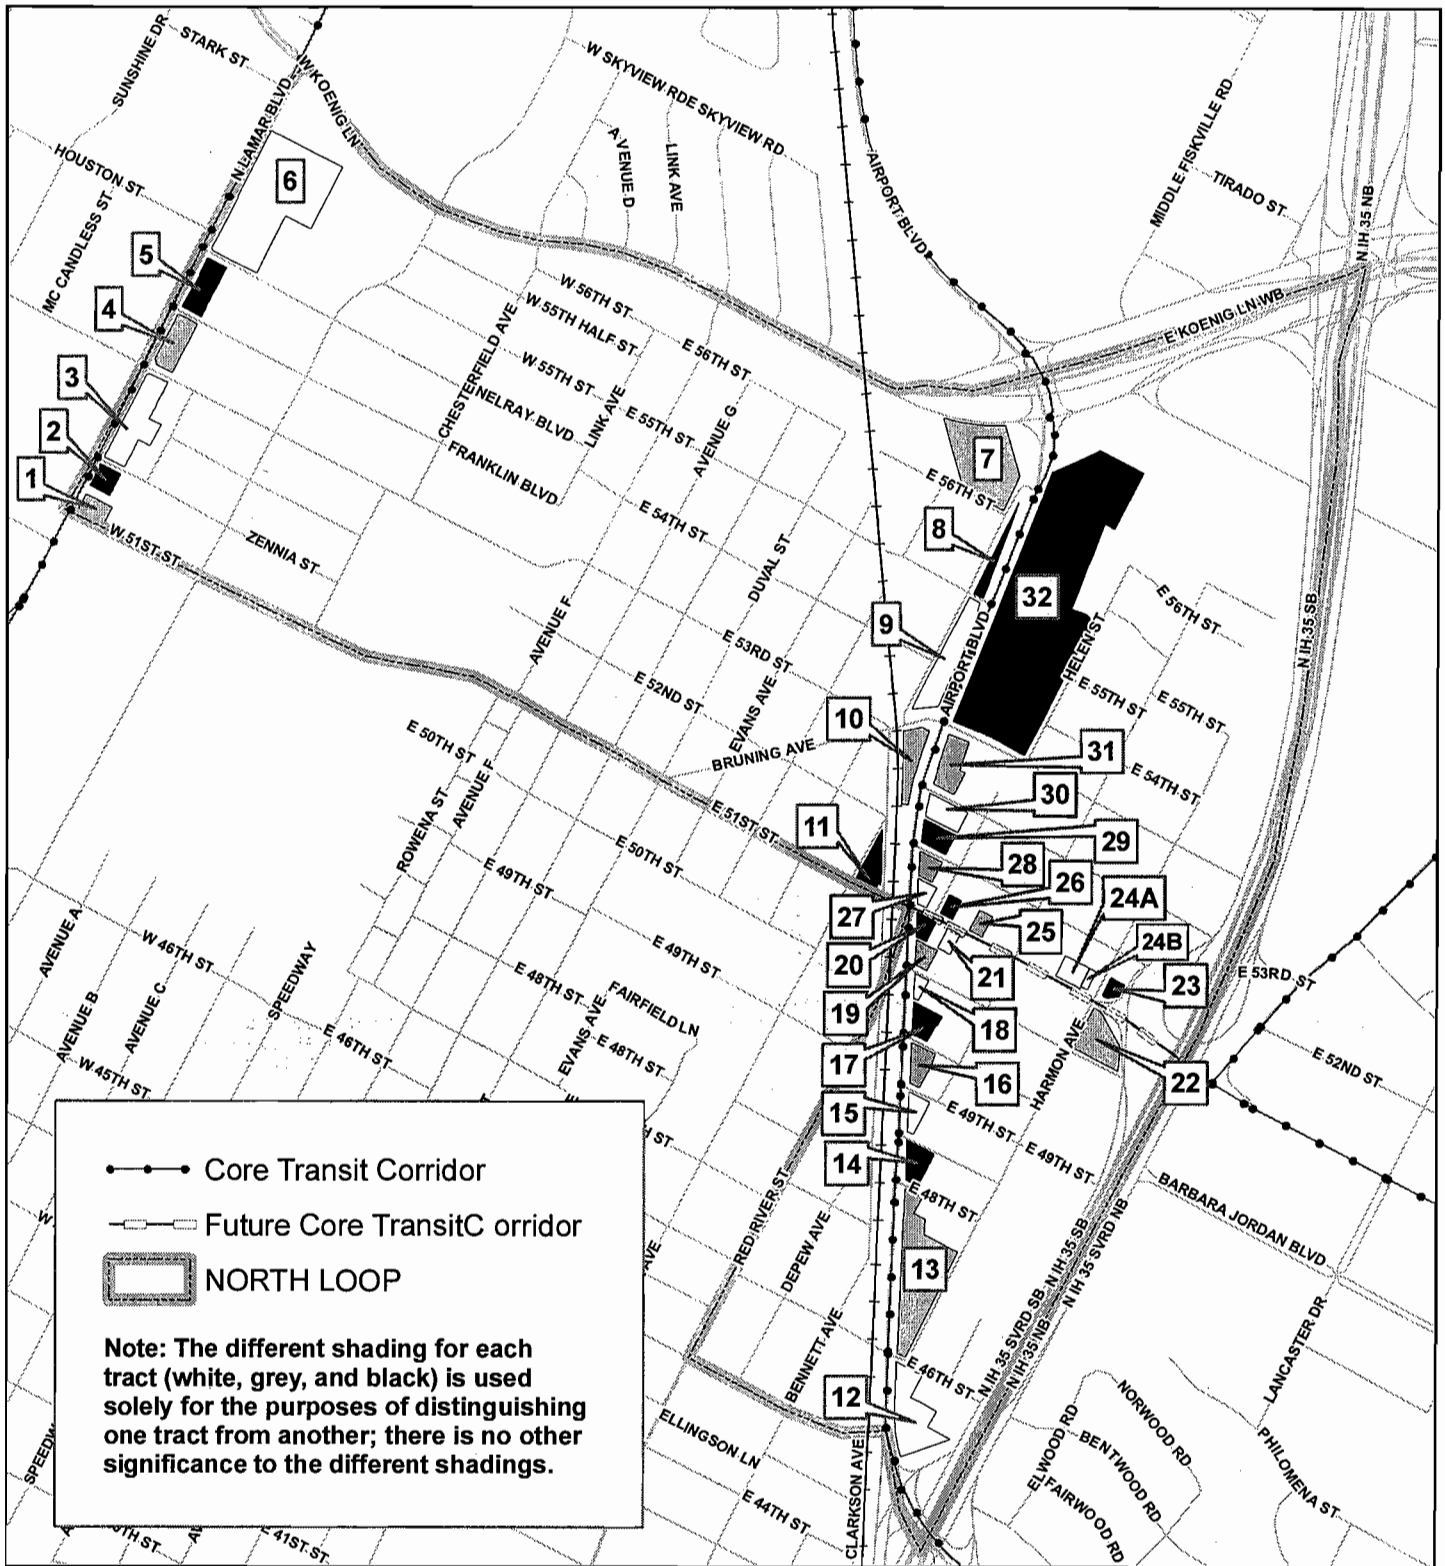 SUNSHINE DR
STARK ST
N LAMAR BLVD
W KOENIG LN
W SKYVIEW RD
E SKYVIEW RD
AVENUE D
LINK AVE
AIRPORT BLVD
MIDDLE FISKVILLE RD
TIRADO ST
N IH 35 NB
HOUSTON ST
MC CANDLESS ST
6
5
4
3
2
1
W 56TH ST
W 55TH HALF ST
W 55TH ST
NELRAY BLVD
FRANKLIN BLVD
CHESTERFIELD AVE
LINK AVE
E 56TH ST
E 55TH ST
AVENUE G
E 54TH ST
E KOENIG LN WB
7
E 56TH ST
8
32
9
AIRPORT BLVD
HELEN ST
E 56TH ST
E 55TH ST
E 55TH ST
E 54TH ST
N IH 35 SB
W 51ST ST
ZENNIA ST
AVENUE F
DUVAL ST
E 53RD ST
E 52ND ST
EVANS AVE
BRUNING AVE
10
31
30
29
28
26
24A
24B
25
23
22
21
27
20
19
18
17
16
15
14
13
12
11
E 50TH ST
AVENUE F
ROWENA ST
E 51ST ST
E 50TH ST
E 49TH ST
E 49TH ST
E 48TH ST
FAIRFIELD LN
EVANS AVE
E 48TH ST
AVENUE A
AVENUE B
AVENUE C
W 46TH ST
SPEEDWAY
E 46TH ST
W 45TH ST
E 53RD ST
E 52ND ST
HARMON AVE
E 49TH ST
E 49TH ST
E 48TH ST
BARBARA JORDAN BLVD
RED RIVER ST
DEPEW AVE
BENNETT AVE
E 46TH ST
N IH 35 SVRD SB
N IH 35 SB
N IH 35 NB
N IH 35 SVRD NB
LANCASTER DR
PHILOMENA ST
NORWOOD RD
BENTWOOD RD
FAIRWOOD RD
ELWOOD RD
ELLINGSON LN
E 44TH ST
CLARKSON AVE
E 41ST ST
Core Transit Corridor
Future Core TransitC orridor
NORTH LOOP
Note: The different shading for each
tract (white, grey, and black) is used
solely for the purposes of distinguishing
one tract from another; there is no other
significance to the different shadings.